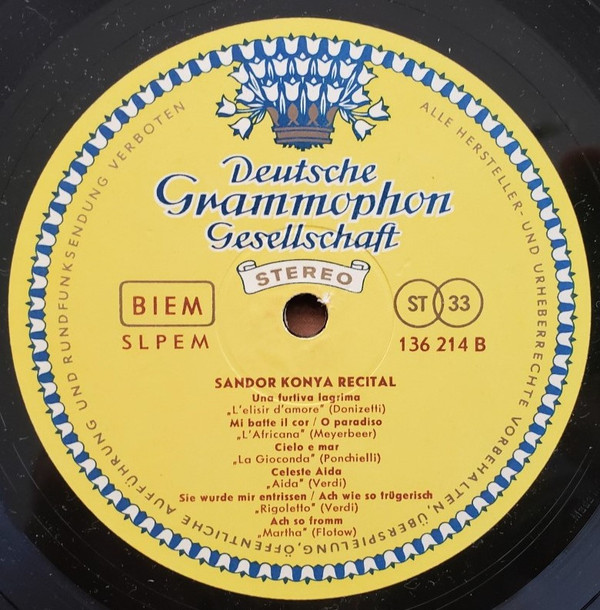 Deutsche
Grammophon
Gesellschaft
STEREO
BIEM
SLPEM
ST 33
136 214 B
SANDOR KONYA RECITAL
Una furtiva lagrima
„L'elisir d'amore" (Donizetti)
Mi batte il cor / O paradiso
„L'Africana" (Meyerbeer)
Cielo e mar
„La Gioconda" (Ponchielli)
Celeste Aida
„Aida" (Verdi)
Sie wurde mir entrissen / Ach wie so trügerisch
„Rigoletto" (Verdi)
Ach so fromm
„Martha" (Flotow)
ALLE HERSTELLER- UND URHEBERRECHTE VORBEHALTEN, ÜBERSPIELUNG, ÖFFENTLICHE AUFFÜHRUNG UND RUNDFUNKSENDUNG VERBOTEN